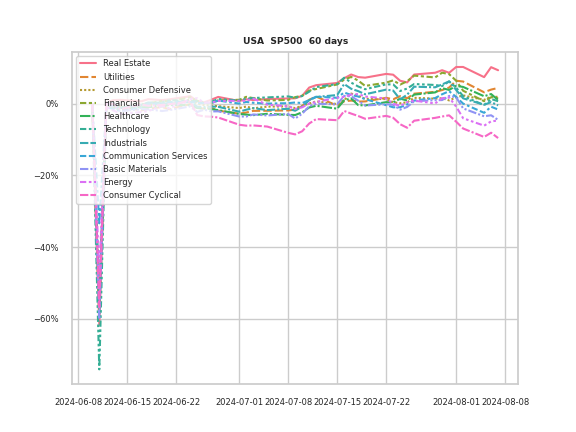 USA SP500 60 days
Real Estate
Utilities
Consumer Defensive
Financial
Healthcare
Technology
Industrials
Communication Services
Basic Materials
Energy
Consumer Cyclical
0%
−20%
−40%
−60%
2024-06-08 2024-06-15 2024-06-22 2024-07-01 2024-07-08 2024-07-15 2024-07-22 2024-08-01 2024-08-08